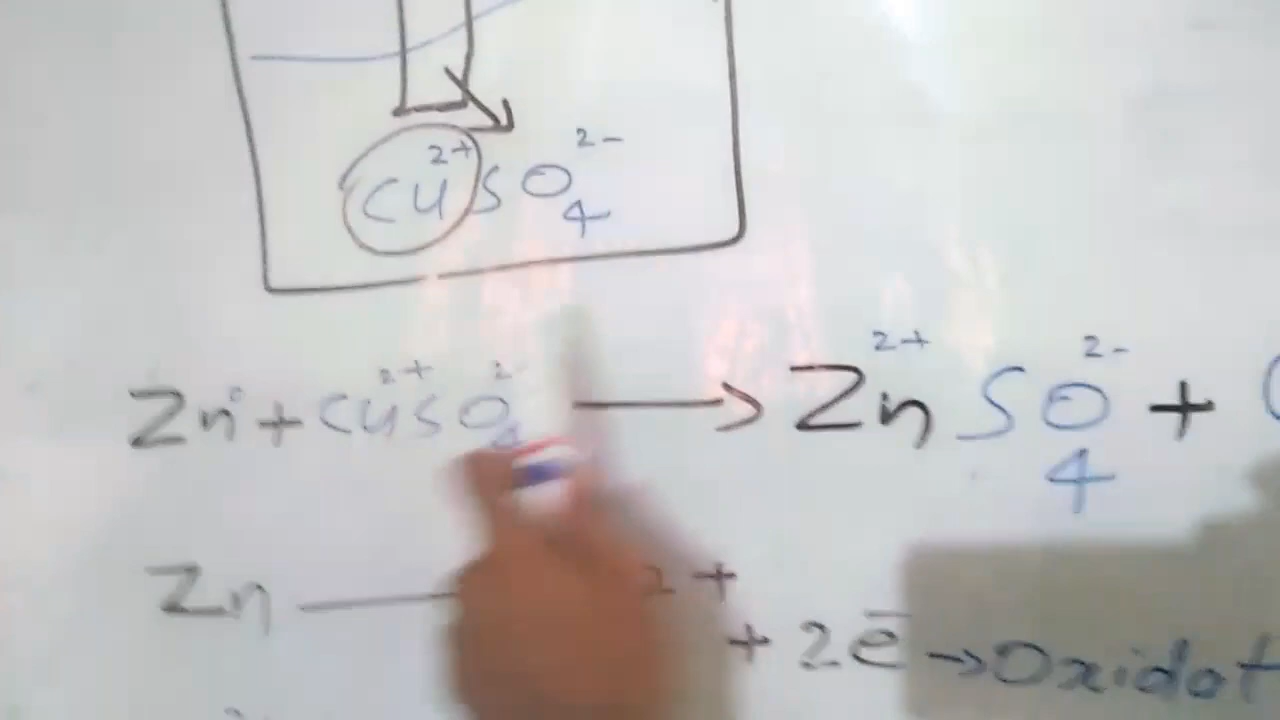 Cu²⁺SO₄²⁻
Zn° + Cu²⁺SO₄² → Zn²⁺SO₄²⁻ +
Zn 2+ + 2e⁻ → Oxidat